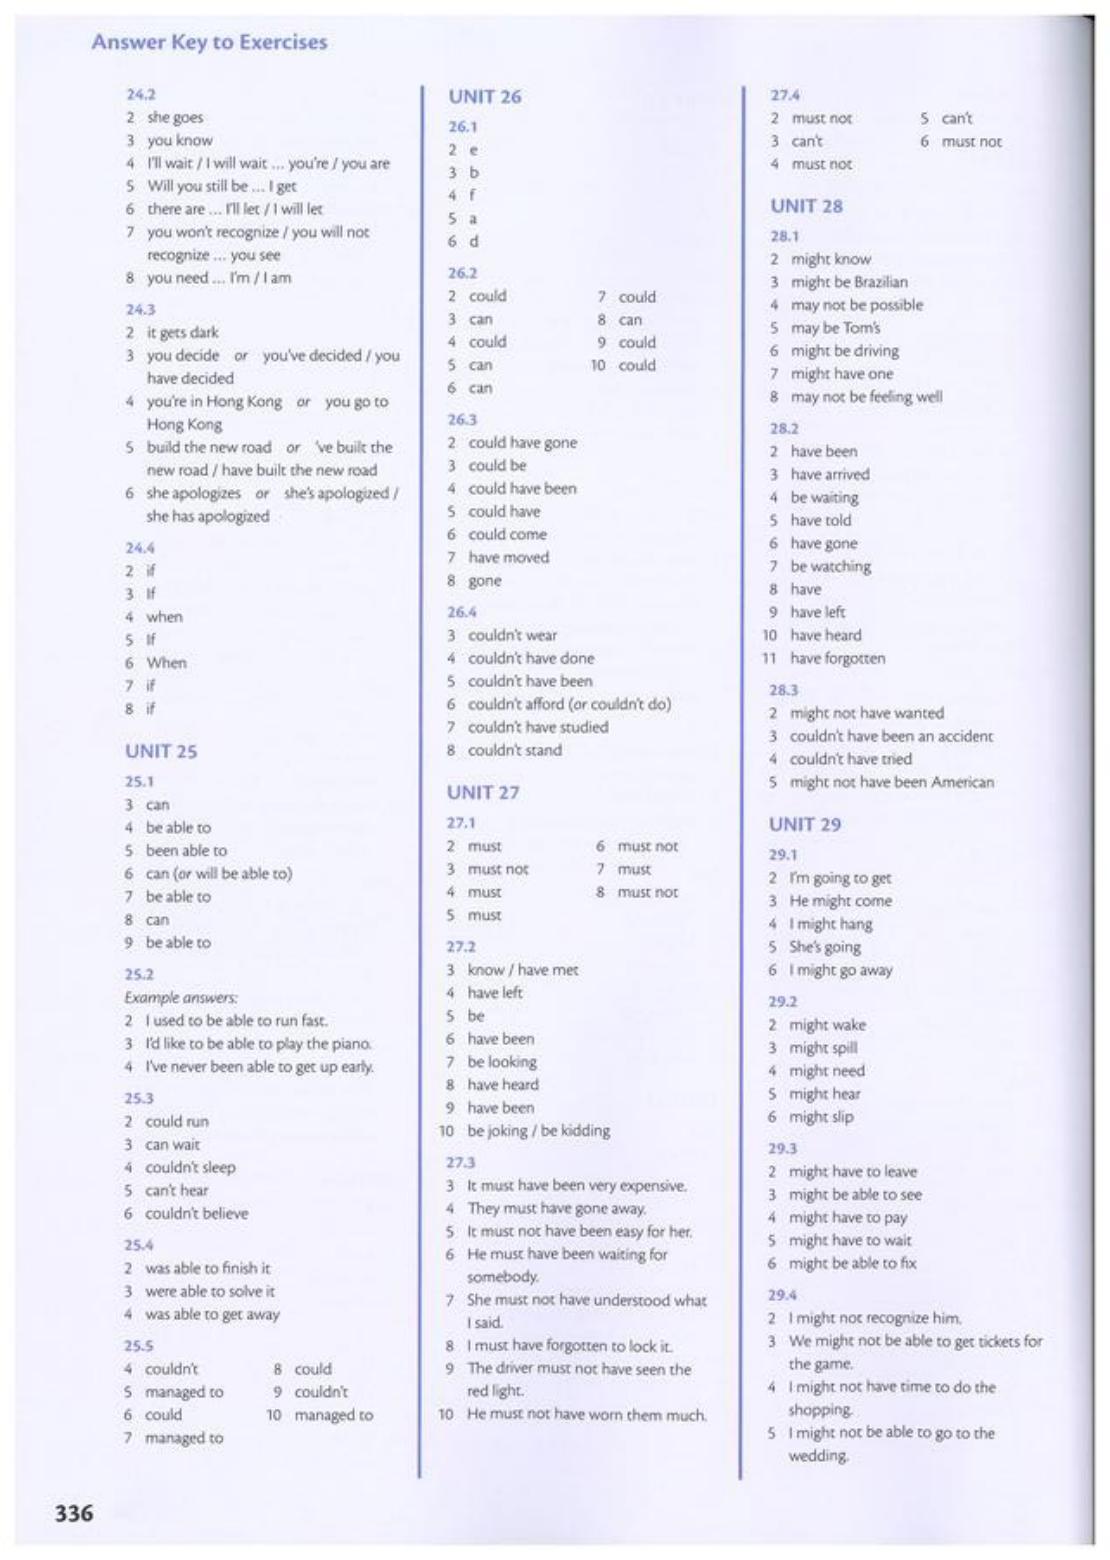 Answer Key to Exercises
24.2
2 she goes
3 you know
4 I'll wait / I will wait ... you're / you are
5 Will you still be ... I get
6 there are ... I'll let / I will let
7 you won't recognize / you will not
recognize ... you see
8 you need ... I'm / I am
24.3
2 it gets dark
3 you decide or you've decided / you
have decided
4 you're in Hong Kong or you go to
Hong Kong
5 build the new road or 've built the
new road / have built the new road
6 she apologizes or she's apologized /
she has apologized
24.4
2 if
3 If
4 when
5 If
6 When
7 if
8 if
UNIT 25
25.1
3 can
4 be able to
5 been able to
6 can (or will be able to)
7 be able to
8 can
9 be able to
25.2
Example answers:
2 I used to be able to run fast.
3 I'd like to be able to play the piano.
4 I've never been able to get up early.
25.3
2 could run
3 can wait
4 couldn't sleep
5 can't hear
6 couldn't believe
25.4
2 was able to finish it
3 were able to solve it
4 was able to get away
25.5
4 couldn't 8 could
5 managed to 9 couldn't
6 could 10 managed to
7 managed to
UNIT 26
26.1
2 e
3 b
4 f
5 a
6 d
26.2
2 could 7 could
3 can 8 can
4 could 9 could
5 can 10 could
6 can
26.3
2 could have gone
3 could be
4 could have been
5 could have
6 could come
7 have moved
8 gone
26.4
3 couldn't wear
4 couldn't have done
5 couldn't have been
6 couldn't afford (or couldn't do)
7 couldn't have studied
8 couldn't stand
UNIT 27
27.1
2 must 6 must not
3 must not 7 must
4 must 8 must not
5 must
27.2
3 know / have met
4 have left
5 be
6 have been
7 be looking
8 have heard
9 have been
10 be joking / be kidding
27.3
3 It must have been very expensive.
4 They must have gone away.
5 It must not have been easy for her.
6 He must have been waiting for
somebody.
7 She must not have understood what
I said.
8 I must have forgotten to lock it.
9 The driver must not have seen the
red light.
10 He must not have worn them much.
27.4
2 must not 5 can't
3 can't 6 must not
4 must not
UNIT 28
28.1
2 might know
3 might be Brazilian
4 may not be possible
5 may be Tom's
6 might be driving
7 might have one
8 may not be feeling well
28.2
2 have been
3 have arrived
4 be waiting
5 have told
6 have gone
7 be watching
8 have
9 have left
10 have heard
11 have forgotten
28.3
2 might not have wanted
3 couldn't have been an accident
4 couldn't have tried
5 might not have been American
UNIT 29
29.1
2 I'm going to get
3 He might come
4 I might hang
5 She's going
6 I might go away
29.2
2 might wake
3 might spill
4 might need
5 might hear
6 might slip
29.3
2 might have to leave
3 might be able to see
4 might have to pay
5 might have to wait
6 might be able to fix
29.4
2 I might not recognize him.
3 We might not be able to get tickets for
the game.
4 I might not have time to do the
shopping.
5 I might not be able to go to the
wedding.
336